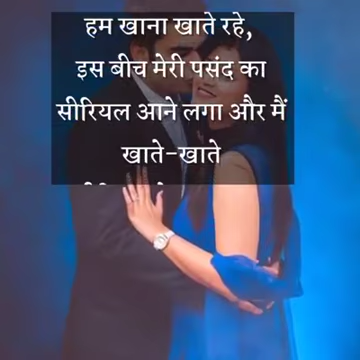 हम खाना खाते रहे,
इस बीच मेरी पसंद का
सीरियल आने लगा और मैं
खाते-खाते